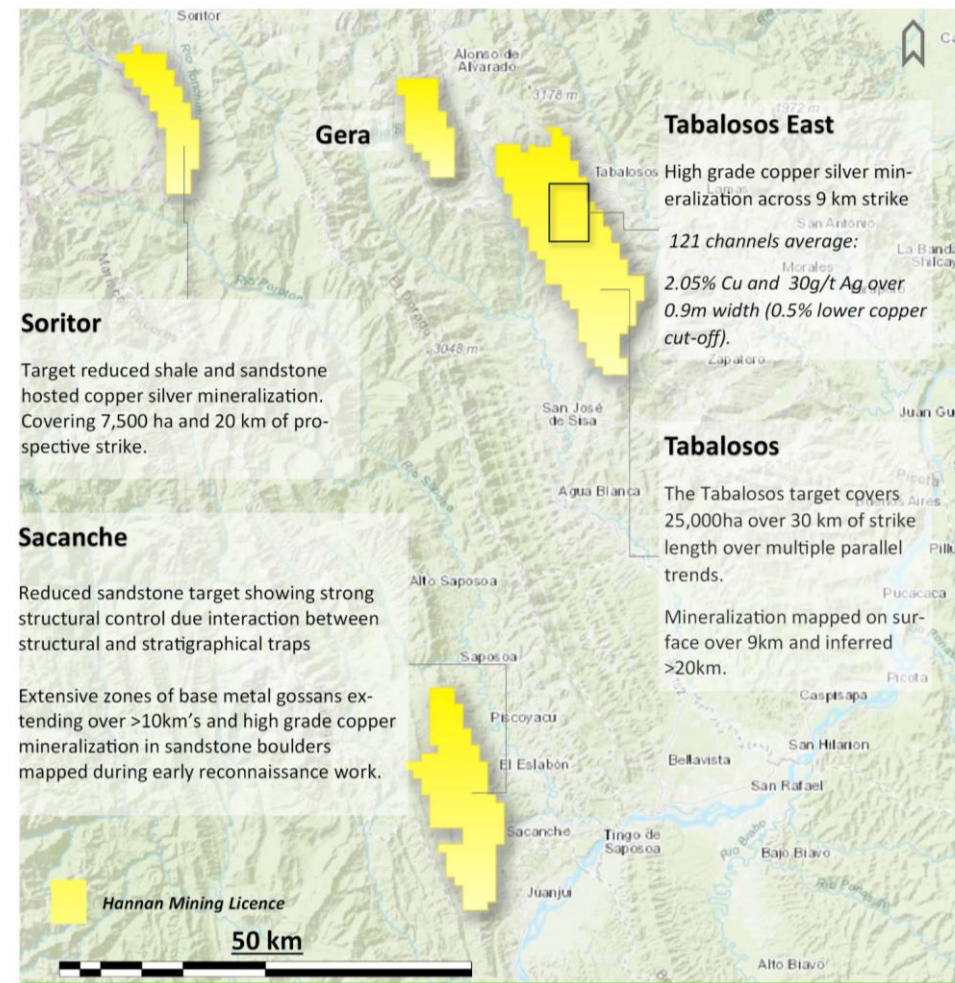 Soritor
Alonso de
Alvarado
3178 m
1972 m
Gera
Tabalosos
Lamas
San Antonio
La Banda
Shilcay
Morales
Zapatero
Tabalosos East
High grade copper silver min-
eralization across 9 km strike
121 channels average:
2.05% Cu and 30g/t Ag over
0.9m width (0.5% lower copper
cut-off).
El Dorado
3048 m
Soritor
Target reduced shale and sandstone
hosted copper silver mineralization.
Covering 7,500 ha and 20 km of pro-
spective strike.
San José
de Sisa
Juan Gu
Agua Blanca
Tabalosos
The Tabalosos target covers
25,000ha over 30 km of strike
length over multiple parallel
trends.
Mineralization mapped on sur-
face over 9km and inferred
>20km.
Picota
Buenos Aires
Pucacaca
Picota
Sacanche
Reduced sandstone target showing strong
structural control due interaction between
structural and stratigraphical traps
Extensive zones of base metal gossans ex-
tending over >10km's and high grade copper
mineralization in sandstone boulders
mapped during early reconnaissance work.
Alto Saposoa
Saposoa
Piscoyacu
El Eslabón
Caspisapa
San Hilarion
Bellavista
San Rafael
Sacanche
Tingo de
Saposoa
Rio Biabo
Bajo Biavo
Juanjui
Alto Biavo
Hannan Mining Licence
50 km